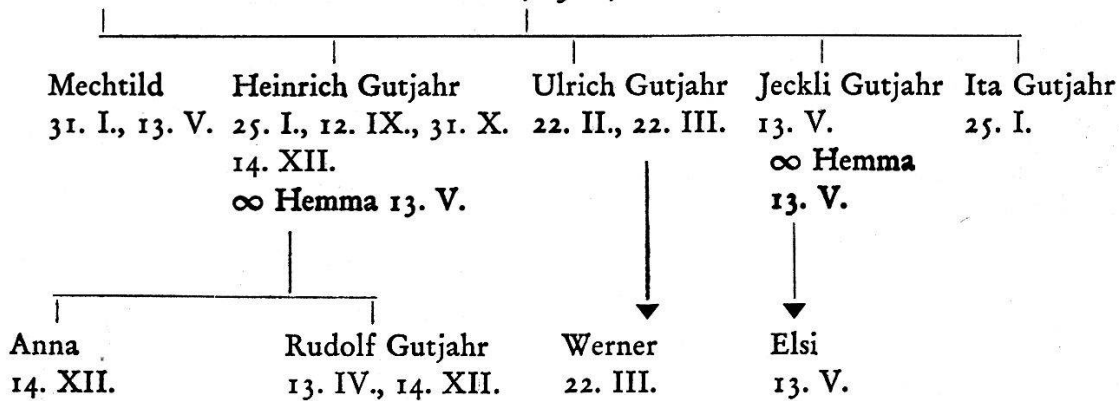 Mechtild Heinrich Gutjahr Ulrich Gutjahr Jeckli Gutjahr Ita Gutjahr
31. I., 13. V. 25. I., 12. IX., 31. X. 22. II., 22. III. 13. V. 25. I.
14. XII. ∞ Hemma
∞ Hemma 13. V. 13. V.
Anna Rudolf Gutjahr Werner Elsi
14. XII. 13. IV., 14. XII. 22. III. 13. V.